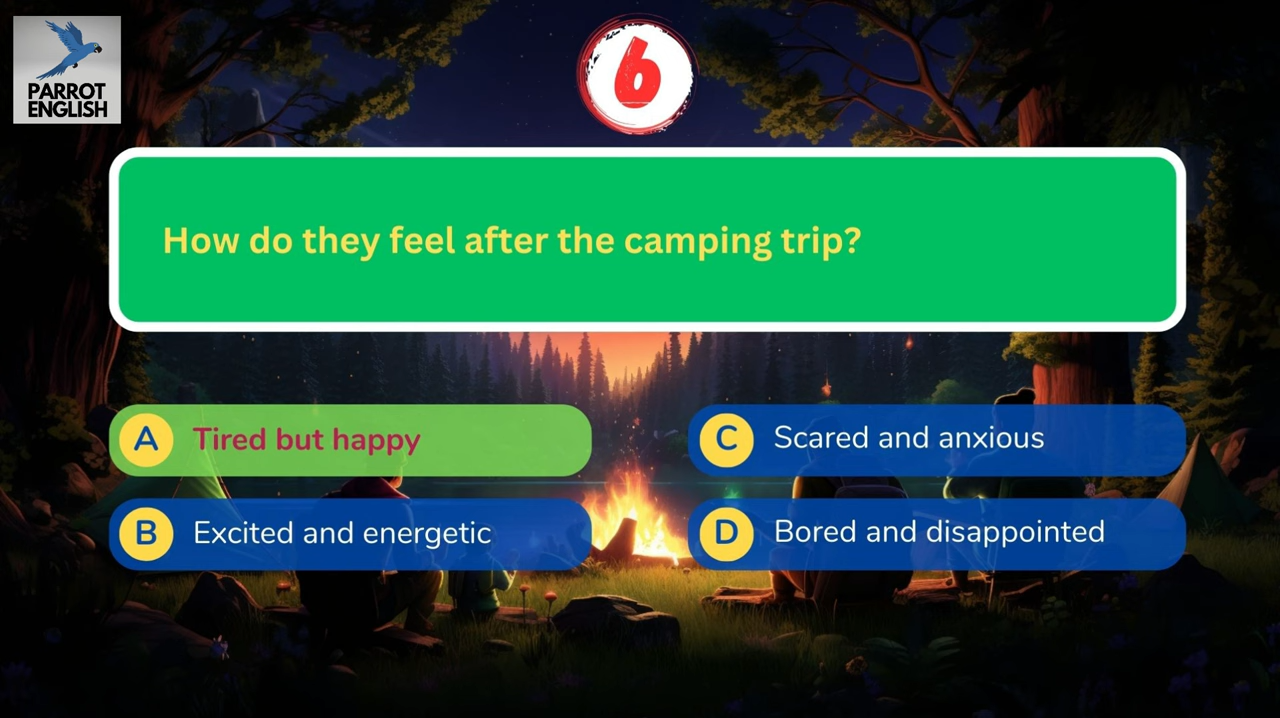 PARROT
ENGLISH
6
How do they feel after the camping trip?
A Tired but happy
B Excited and energetic
C Scared and anxious
D Bored and disappointed